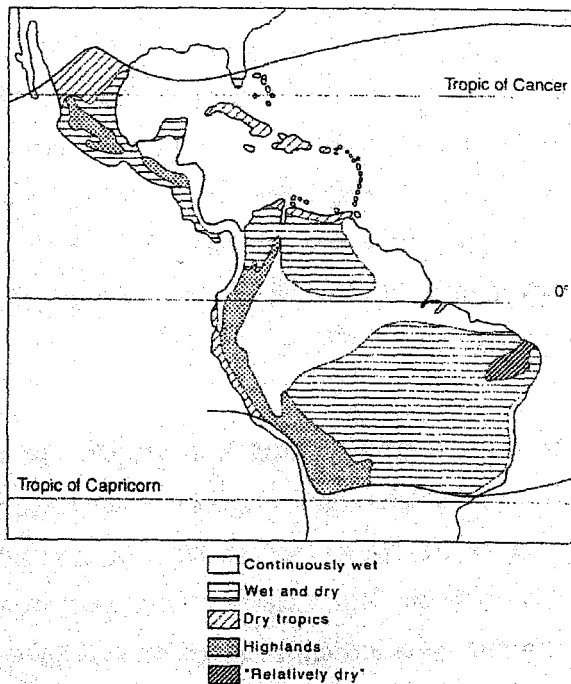 Tropic of Cancer
0°
Tropic of Capricorn
Continuously wet
Wet and dry
Dry tropics
Highlands
"Relatively dry"